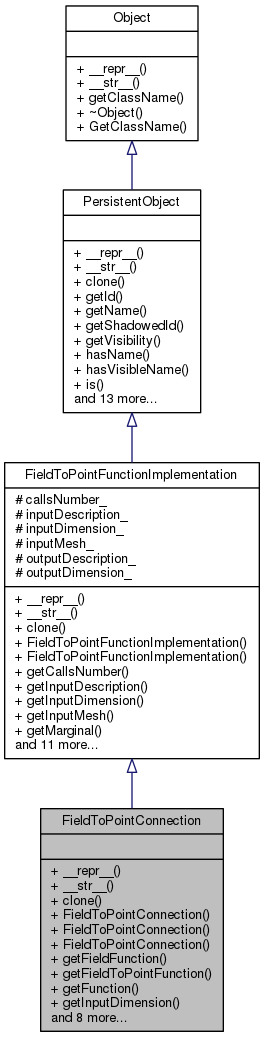 Object
+ __repr__()
+ __str__()
+ getClassName()
+ ~Object()
+ GetClassName()
PersistentObject
+ __repr__()
+ __str__()
+ clone()
+ getId()
+ getName()
+ getShadowedId()
+ getVisibility()
+ hasName()
+ hasVisibleName()
+ is()
and 13 more...
FieldToPointFunctionImplementation
# callsNumber_
# inputDescription_
# inputDimension_
# inputMesh_
# outputDescription_
# outputDimension_
+ __repr__()
+ __str__()
+ clone()
+ FieldToPointFunctionImplementation()
+ FieldToPointFunctionImplementation()
+ getCallsNumber()
+ getInputDescription()
+ getInputDimension()
+ getInputMesh()
+ getMarginal()
and 11 more...
FieldToPointConnection
+ __repr__()
+ __str__()
+ clone()
+ FieldToPointConnection()
+ FieldToPointConnection()
+ FieldToPointConnection()
+ getFieldFunction()
+ getFieldToPointFunction()
+ getFunction()
+ getInputDimension()
and 8 more...